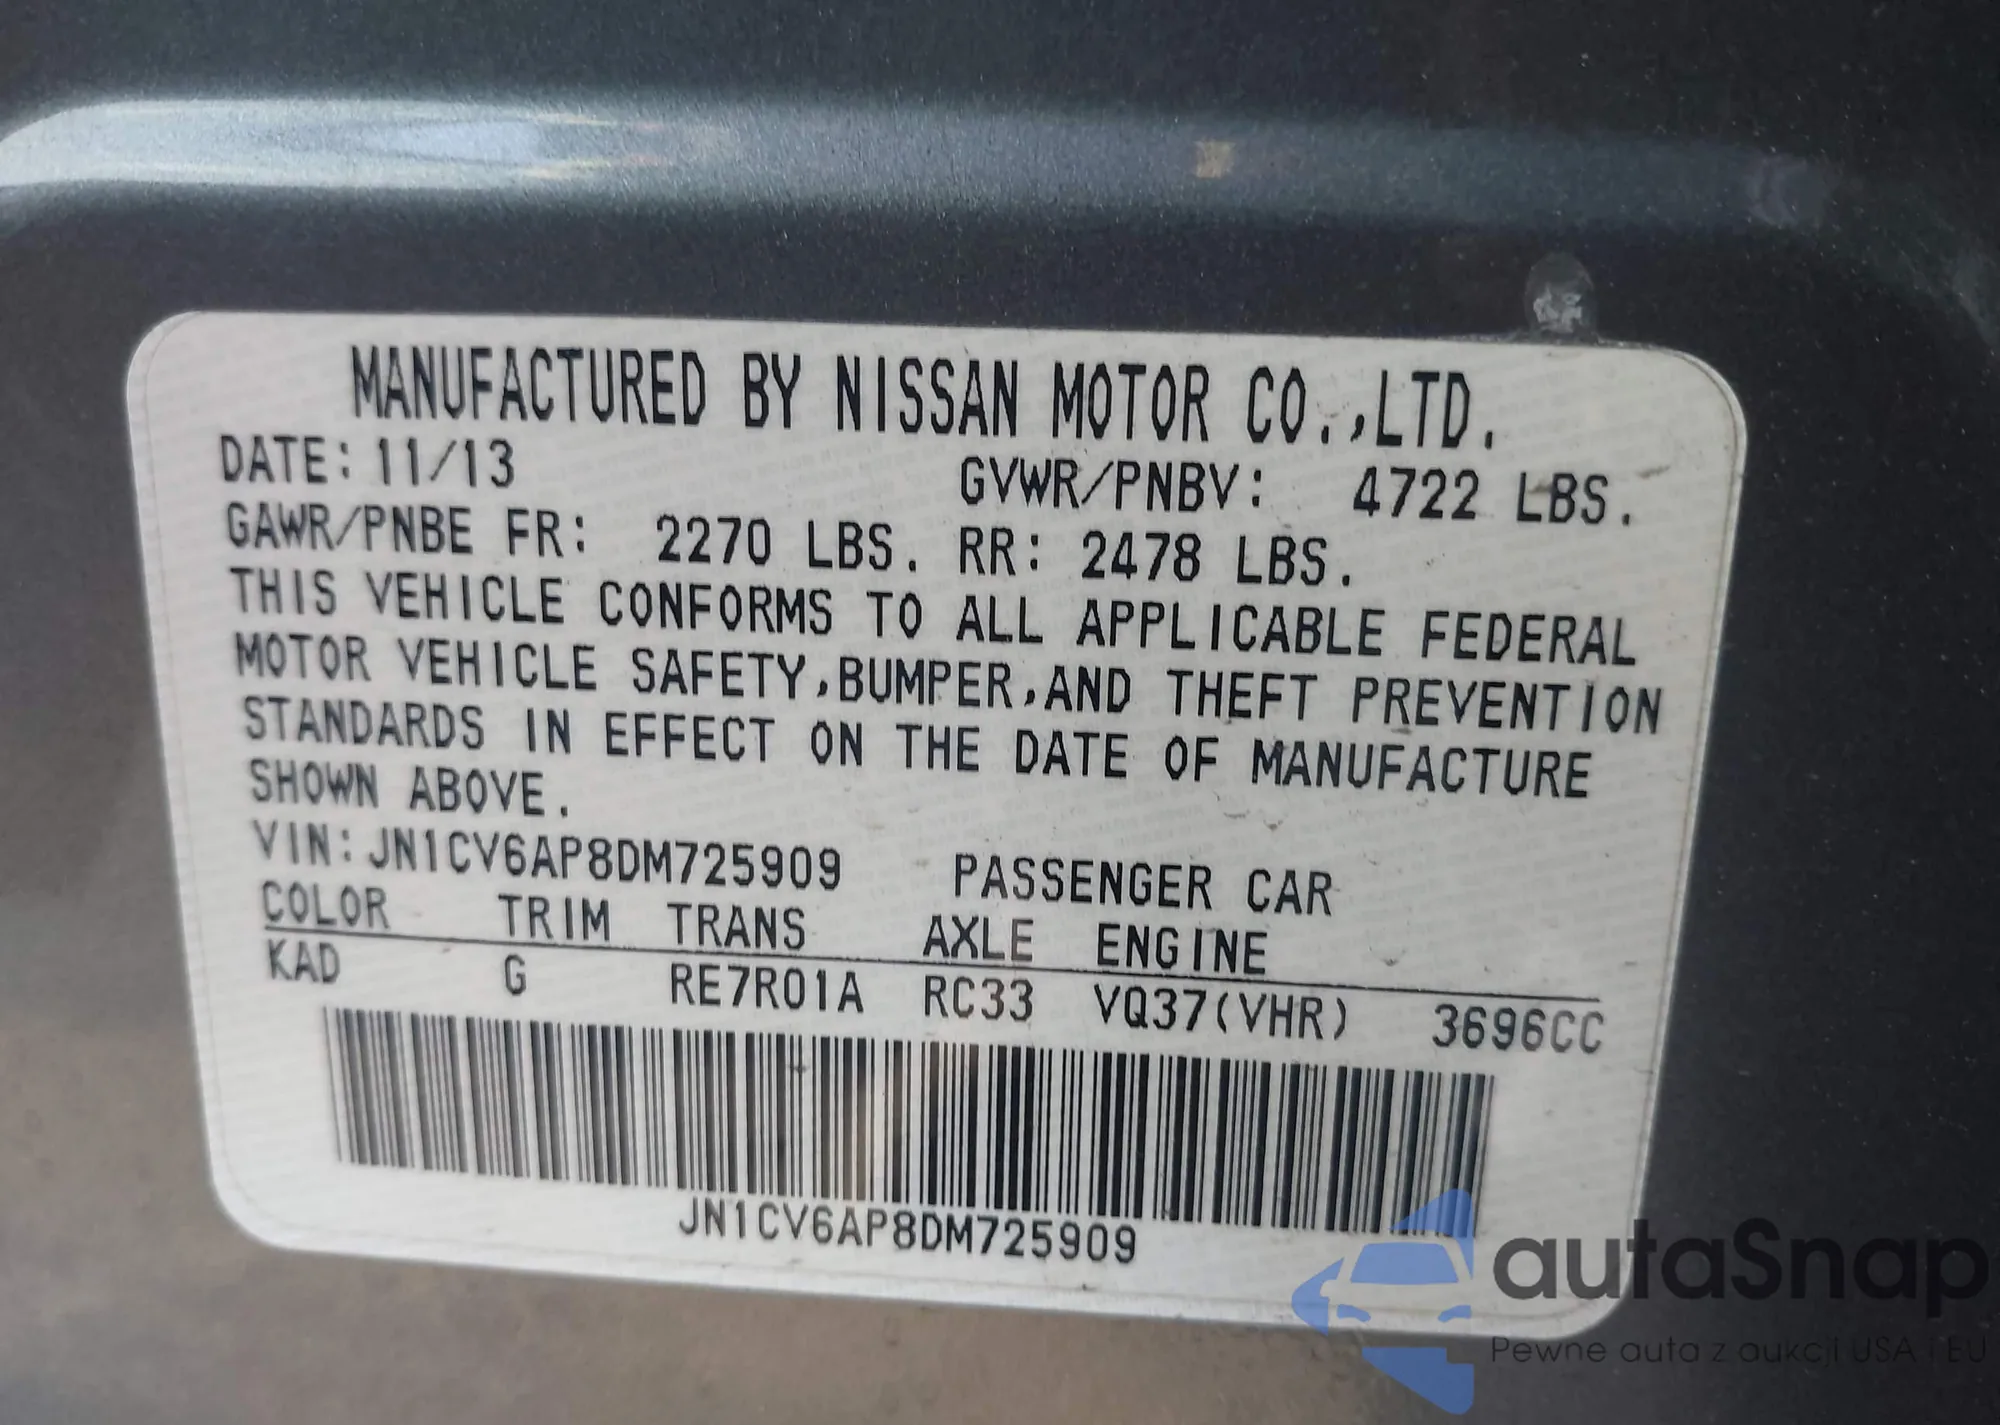 MANUFACTURED BY NISSAN MOTOR CO.,LTD.
DATE: 11/13 GVWR/PNBV: 4722 LBS.
GAWR/PNBE FR: 2270 LBS. RR: 2478 LBS.
THIS VEHICLE CONFORMS TO ALL APPLICABLE FEDERAL
MOTOR VEHICLE SAFETY,BUMPER,AND THEFT PREVENTION
STANDARDS IN EFFECT ON THE DATE OF MANUFACTURE
SHOWN ABOVE.
VIN: JN1CV6AP8DM725909 PASSENGER CAR
COLOR TRIM TRANS AXLE ENGINE
KAD G RE7R01A RC33 VQ37(VHR) 3696CC
JN1CV6AP8DM725909
autaSnap
Pewne auta z aukcji USA i EU